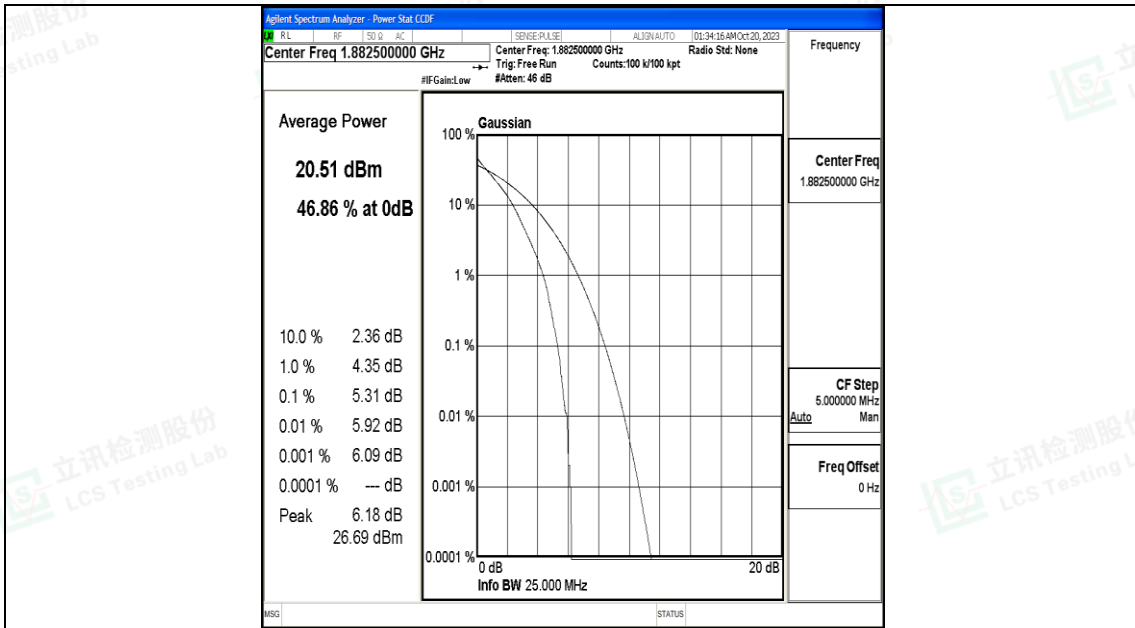 Agilent Spectrum Analyzer - Power Stat CCDF
RL RF 50 Ω AC SENSE:PULSE ALIGN AUTO 01:34:16 AM Oct 20, 2023
Center Freq 1.882500000 GHz
Center Freq: 1.882500000 GHz Radio Std: None
Trig: Free Run Counts:100 k/100 kpt
#IFGain:Low #Atten: 46 dB
Frequency
Average Power
20.51 dBm
46.86 % at 0dB
10.0 % 2.36 dB
1.0 % 4.35 dB
0.1 % 5.31 dB
0.01 % 5.92 dB
0.001 % 6.09 dB
0.0001 % --- dB
Peak 6.18 dB
26.69 dBm
Gaussian
100 %
10 %
1 %
0.1 %
0.01 %
0.001 %
0.0001 %
0 dB 20 dB
Info BW 25.000 MHz
Center Freq
1.882500000 GHz
CF Step
5.000000 MHz
Auto Man
Freq Offset
0 Hz
MSG STATUS
立讯检测股份
LCS Testing Lab
立讯检测股份
LCS Testing L